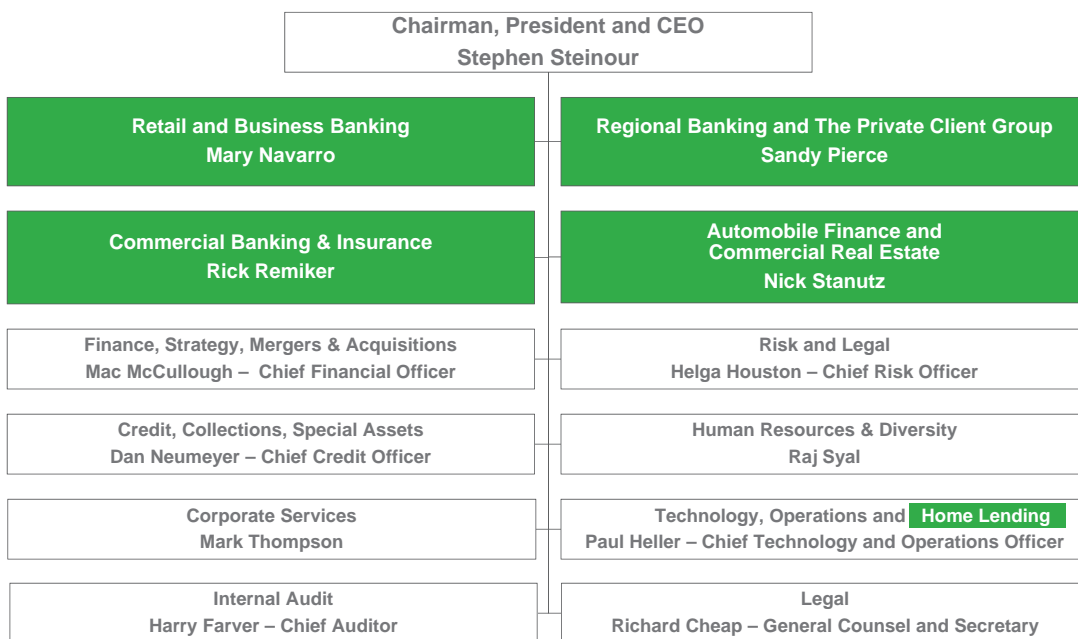 Chairman, President and CEO
Stephen Steinour
Retail and Business Banking
Mary Navarro
Regional Banking and The Private Client Group
Sandy Pierce
Commercial Banking & Insurance
Rick Remiker
Automobile Finance and
Commercial Real Estate
Nick Stanutz
Finance, Strategy, Mergers & Acquisitions
Mac McCullough – Chief Financial Officer
Risk and Legal
Helga Houston – Chief Risk Officer
Credit, Collections, Special Assets
Dan Neumeyer – Chief Credit Officer
Human Resources & Diversity
Raj Syal
Corporate Services
Mark Thompson
Technology, Operations and Home Lending
Paul Heller – Chief Technology and Operations Officer
Internal Audit
Harry Farver – Chief Auditor
Legal
Richard Cheap – General Counsel and Secretary